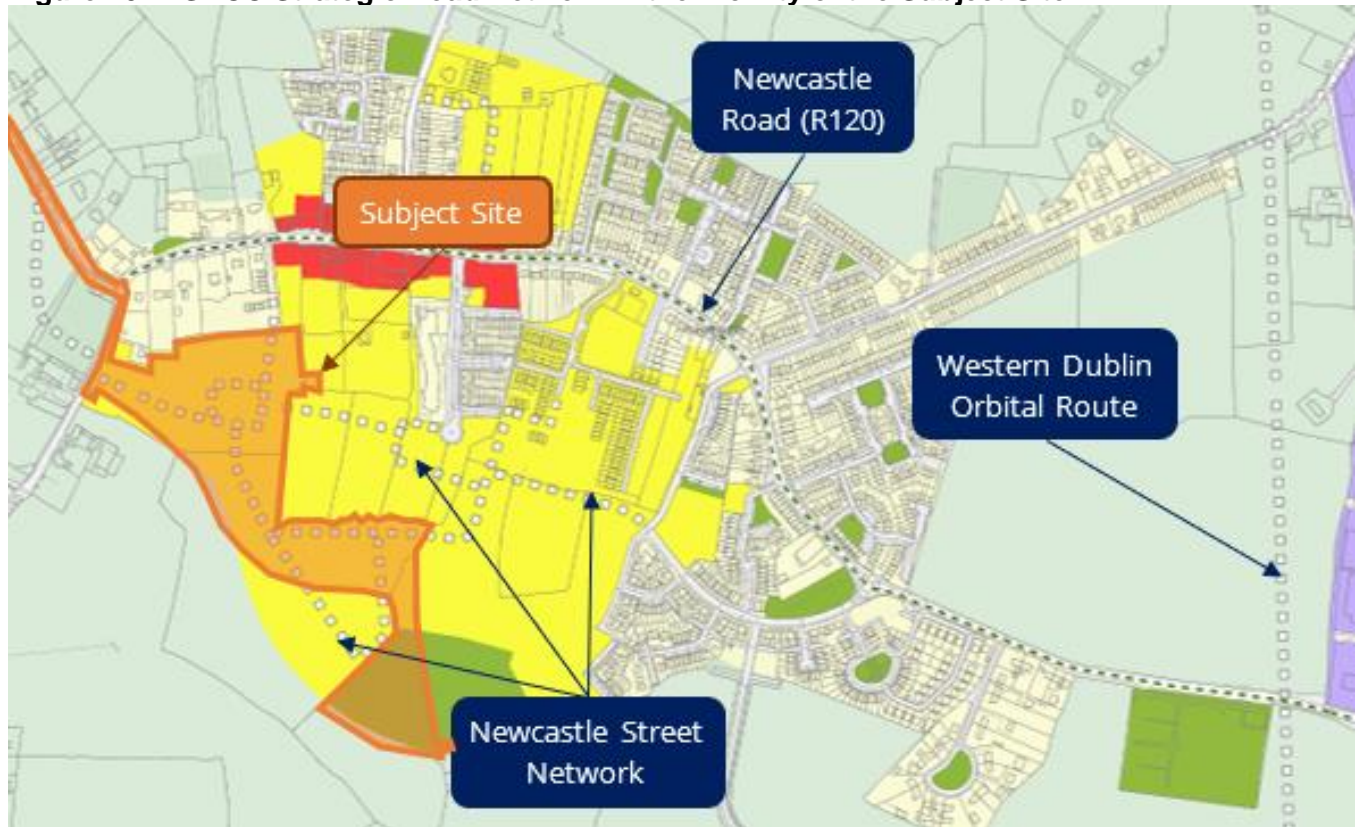 Newcastle
Road (R120)
Subject Site
Western Dublin
Orbital Route
Newcastle Street
Network